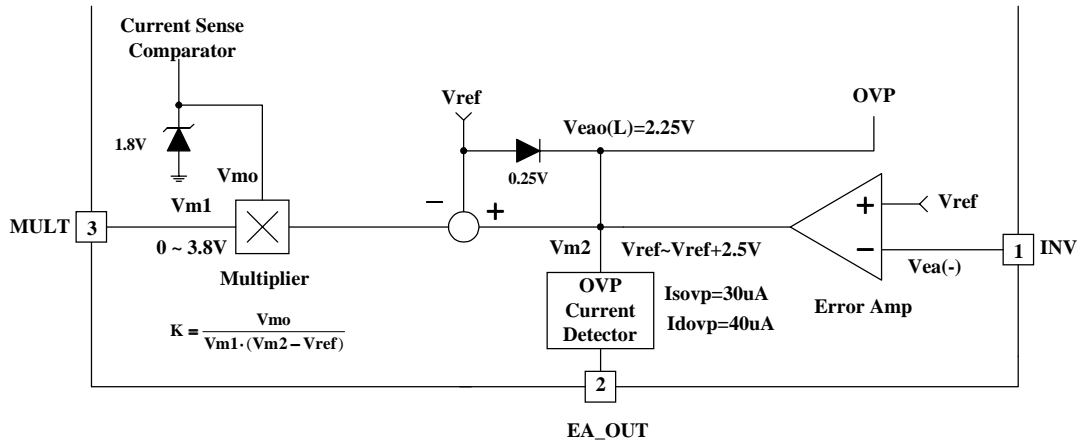 Current Sense
Comparator
Vref
OVP
Veao(L)=2.25V
1.8V
0.25V
Vmo
− + + Vref
Vm1
MULT 3
1 INV
0 ~ 3.8V
Vm2 Vref~Vref+2.5V − Vea(-)
Multiplier
OVP
Current
Detector
Isovp=30uA
Idovp=40uA
Error Amp
K = Vmo / Vm1·(Vm2−Vref)
2
EA_OUT